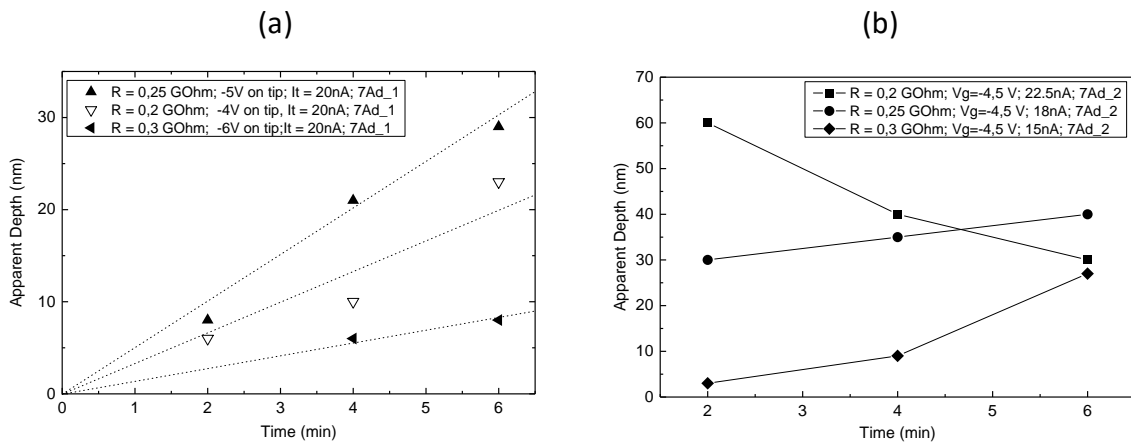 (a)
(b)
R = 0,25 GOhm; -5V on tip; It = 20nA; 7Ad_1
R = 0,2 GOhm; -4V on tip, It = 20nA; 7Ad_1
R = 0,3 GOhm; -6V on tip;It = 20nA; 7Ad_1
30
20
10
0
Apparent Depth (nm)
0 1 2 3 4 5 6
Time (min)
R = 0,2 GOhm; Vg=-4,5 V; 22.5nA; 7Ad_2
R = 0,25 GOhm; Vg=-4,5 V; 18nA; 7Ad_2
R = 0,3 GOhm; Vg=-4,5 V; 15nA; 7Ad_2
70
60
50
40
30
20
10
0
Apparent Depth (nm)
2 3 4 5 6
Time (min)